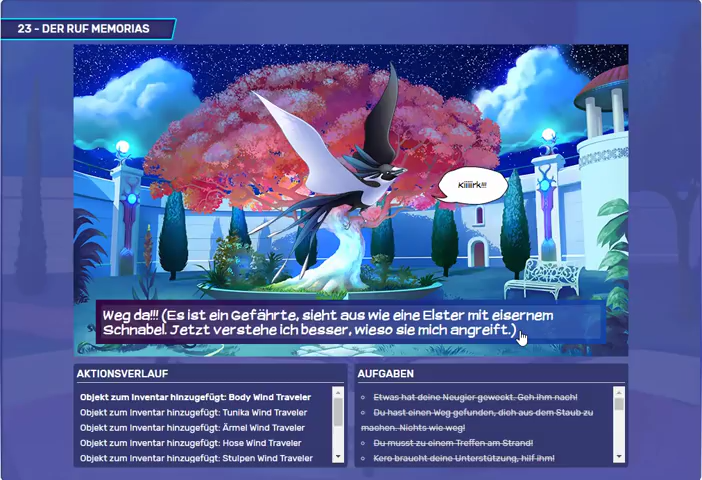 23 - DER RUF MEMORIAS
Kiiiirk!!!
Weg da!!! (Es ist ein Gefährte, sieht aus wie eine Elster mit eisernem
Schnabel. Jetzt verstehe ich besser, wieso sie mich angreift.)
AKTIONSVERLAUF
Objekt zum Inventar hinzugefügt: Body Wind Traveler
Objekt zum Inventar hinzugefügt: Tunika Wind Traveler
Objekt zum Inventar hinzugefügt: Ärmel Wind Traveler
Objekt zum Inventar hinzugefügt: Hose Wind Traveler
Objekt zum Inventar hinzugefügt: Stulpen Wind Traveler
AUFGABEN
Etwas hat deine Neugier geweckt. Geh ihm nach!
Du hast einen Weg gefunden, dich aus dem Staub zu
machen. Nichts wie weg!
Du musst zu einem Treffen am Strand!
Kero braucht deine Unterstützung, hilf ihm!